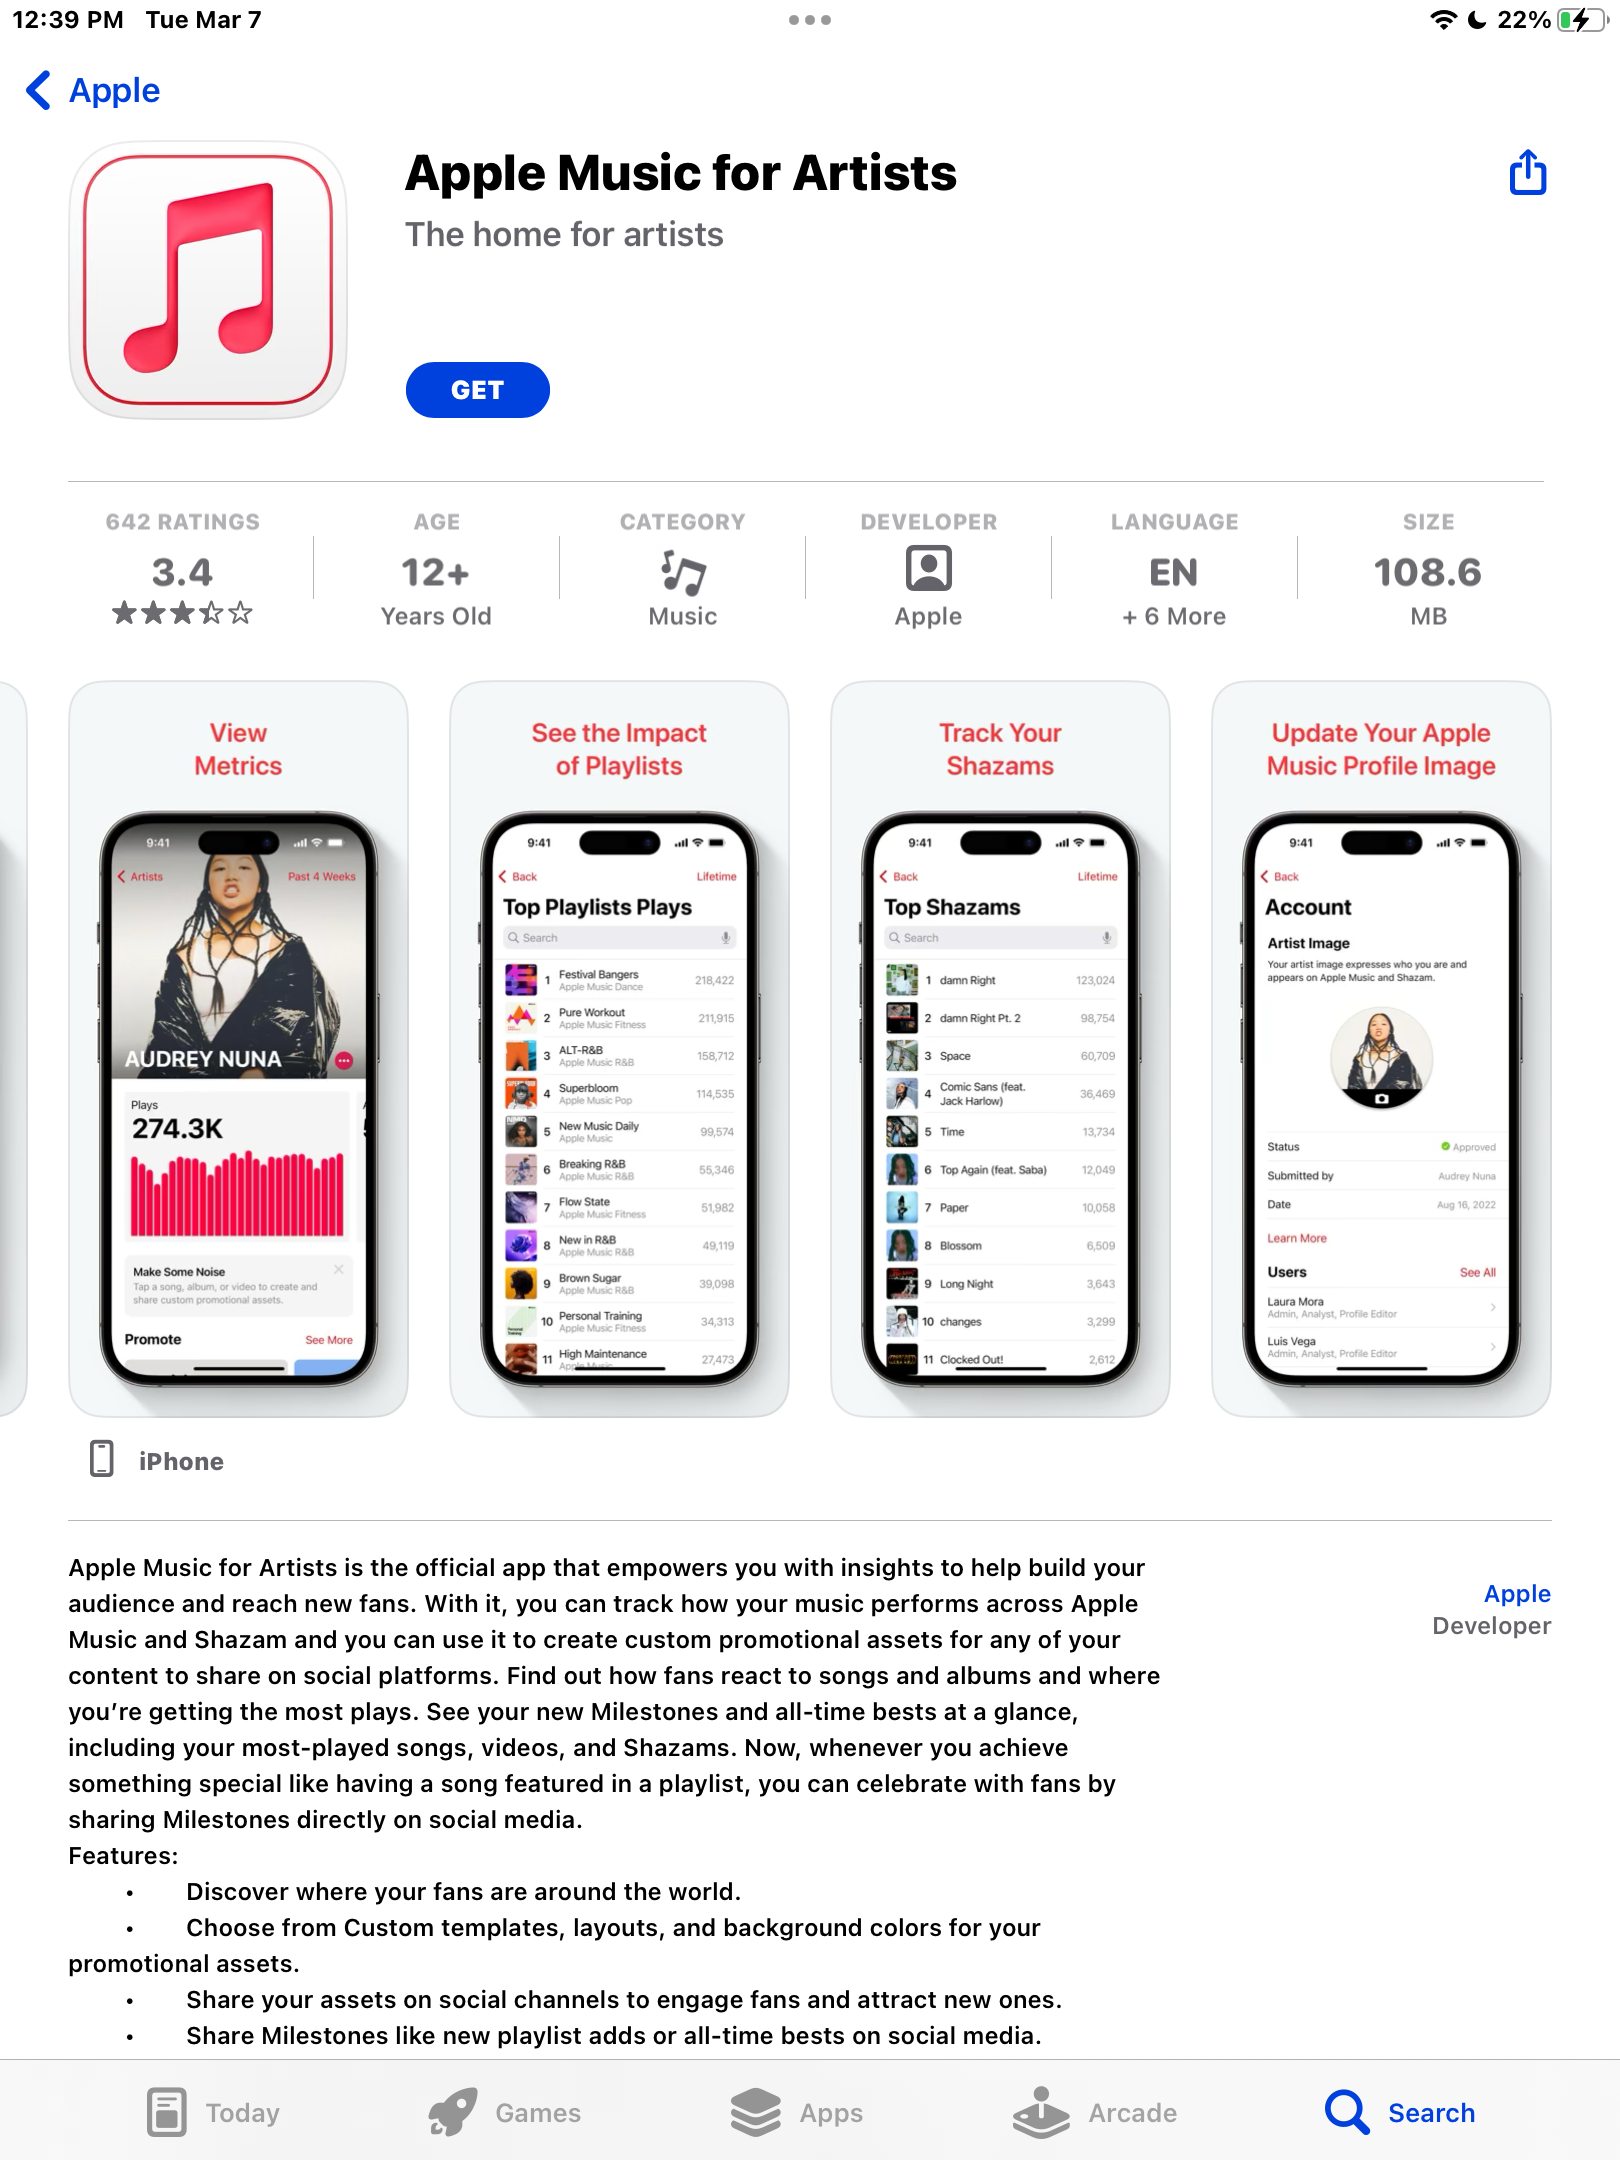 12:39 PM Tue Mar 7
22%
Apple
Apple Music for Artists
The home for artists
GET
642 RATINGS
3.4
AGE
12+
Years Old
CATEGORY
Music
DEVELOPER
Apple
LANGUAGE
EN
+ 6 More
SIZE
108.6
MB
View
Metrics
9:41
Artists
Past 4 Weeks
AUDREY NUNA
Plays
274.3K
Make Some Noise
Tap a song, album, or video to create and
share custom promotional assets.
Promote
See More
See the Impact
of Playlists
9:41
Back
Lifetime
Top Playlists Plays
Search
1 Festival Bangers 218,422
Apple Music Dance
2 Pure Workout 211,915
Apple Music Fitness
3 ALT-R&B 158,712
Apple Music R&B
4 Superbloom 114,535
Apple Music Pop
5 New Music Daily 99,574
Apple Music
6 Breaking R&B 55,346
Apple Music R&B
7 Flow State 51,982
Apple Music Fitness
8 New in R&B 49,119
Apple Music R&B
9 Brown Sugar 39,098
Apple Music R&B
10 Personal Training 34,313
Apple Music Fitness
11 High Maintenance 27,473
Apple Music
Track Your
Shazams
9:41
Back
Lifetime
Top Shazams
Search
1 damn Right 123,024
2 damn Right Pt. 2 98,754
3 Space 60,709
4 Comic Sans (feat. 36,469
Jack Harlow)
5 Time 13,734
6 Top Again (feat. Saba) 12,049
7 Paper 10,058
8 Blossom 6,509
9 Long Night 3,643
10 changes 3,299
11 Clocked Out! 2,612
Update Your Apple
Music Profile Image
9:41
Back
Account
Artist Image
Your artist image expresses who you are and
appears on Apple Music and Shazam.
Status Approved
Submitted by Audrey Nuna
Date Aug 16, 2022
Learn More
Users See All
Laura Mora
Admin, Analyst, Profile Editor
Luis Vega
Admin, Analyst, Profile Editor
iPhone
Apple Music for Artists is the official app that empowers you with insights to help build your
audience and reach new fans. With it, you can track how your music performs across Apple
Music and Shazam and you can use it to create custom promotional assets for any of your
content to share on social platforms. Find out how fans react to songs and albums and where
you’re getting the most plays. See your new Milestones and all-time bests at a glance,
including your most-played songs, videos, and Shazams. Now, whenever you achieve
something special like having a song featured in a playlist, you can celebrate with fans by
sharing Milestones directly on social media.
Features:
• Discover where your fans are around the world.
• Choose from Custom templates, layouts, and background colors for your
promotional assets.
• Share your assets on social channels to engage fans and attract new ones.
• Share Milestones like new playlist adds or all-time bests on social media.
Apple
Developer
Today
Games
Apps
Arcade
Search